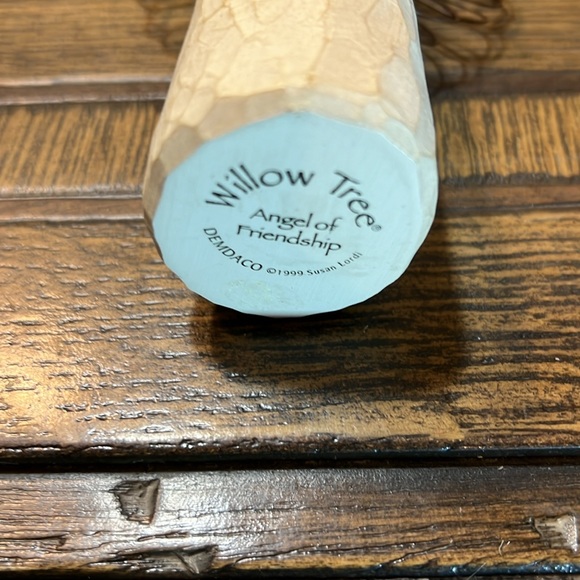 Willow Tree®
Angel of
Friendship
DEMDACO ©1999 Susan Lordi